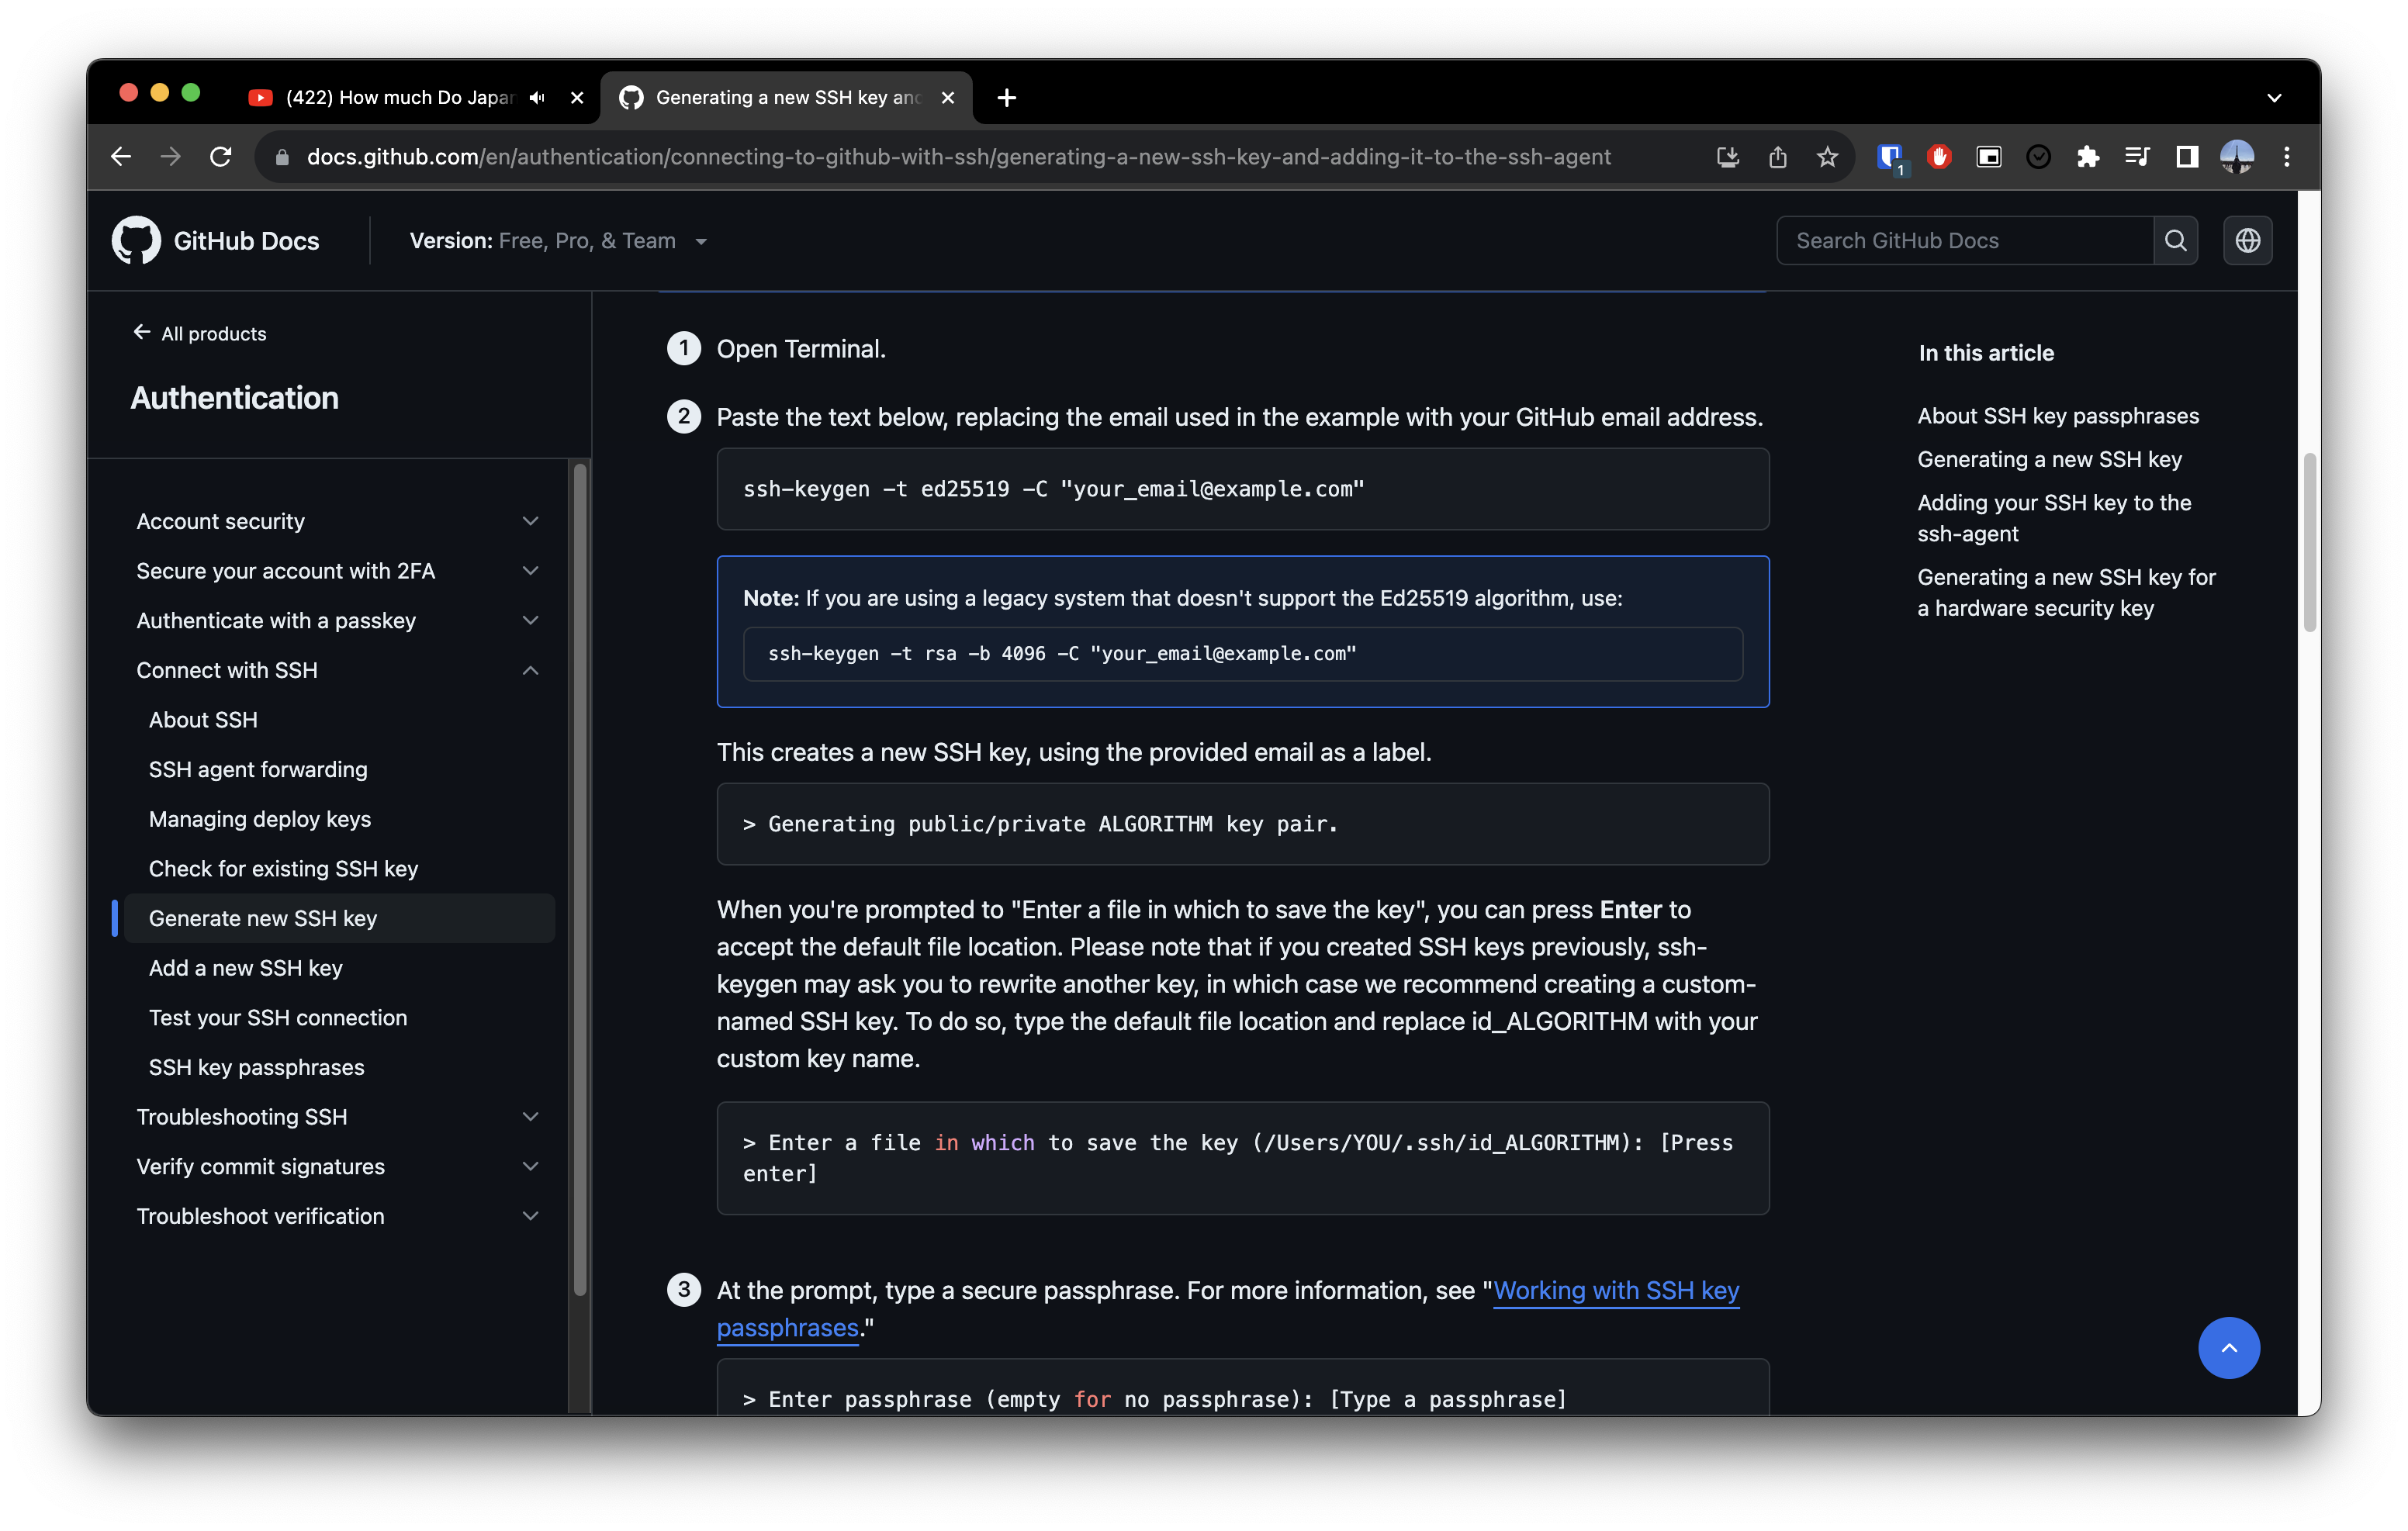 (422) How much Do Japan
Generating a new SSH key and
docs.github.com/en/authentication/connecting-to-github-with-ssh/generating-a-new-ssh-key-and-adding-it-to-the-ssh-agent
1
GitHub Docs
Version: Free, Pro, & Team
Search GitHub Docs
All products
Authentication
Account security
Secure your account with 2FA
Authenticate with a passkey
Connect with SSH
About SSH
SSH agent forwarding
Managing deploy keys
Check for existing SSH key
Generate new SSH key
Add a new SSH key
Test your SSH connection
SSH key passphrases
Troubleshooting SSH
Verify commit signatures
Troubleshoot verification
1 Open Terminal.
2 Paste the text below, replacing the email used in the example with your GitHub email address.
ssh-keygen -t ed25519 -C "your_email@example.com"
Note: If you are using a legacy system that doesn't support the Ed25519 algorithm, use:
ssh-keygen -t rsa -b 4096 -C "your_email@example.com"
This creates a new SSH key, using the provided email as a label.
> Generating public/private ALGORITHM key pair.
When you're prompted to "Enter a file in which to save the key", you can press Enter to
accept the default file location. Please note that if you created SSH keys previously, ssh-
keygen may ask you to rewrite another key, in which case we recommend creating a custom-
named SSH key. To do so, type the default file location and replace id_ALGORITHM with your
custom key name.
> Enter a file in which to save the key (/Users/YOU/.ssh/id_ALGORITHM): [Press
enter]
3 At the prompt, type a secure passphrase. For more information, see "Working with SSH key
passphrases."
> Enter passphrase (empty for no passphrase): [Type a passphrase]
In this article
About SSH key passphrases
Generating a new SSH key
Adding your SSH key to the
ssh-agent
Generating a new SSH key for
a hardware security key